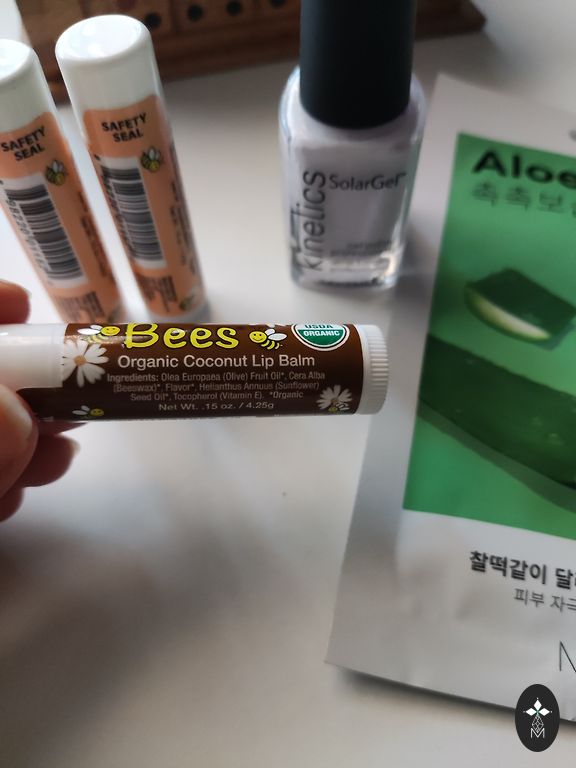 SAFETY
SEAL
SAFETY
SEAL
kinetics
SolarGel
Aloe
촉촉보
Bees
USDA
ORGANIC
Organic Coconut Lip Balm
Ingredients: Olea Europaea (Olive) Fruit Oil*, Cera Alba
(Beeswax)*, Flavor*, Helianthus Annuus (Sunflower)
Seed Oil*, Tocopherol (Vitamin E). *Organic
Net Wt. .15 oz. / 4.25g
찰떡같이
피부 자극
M